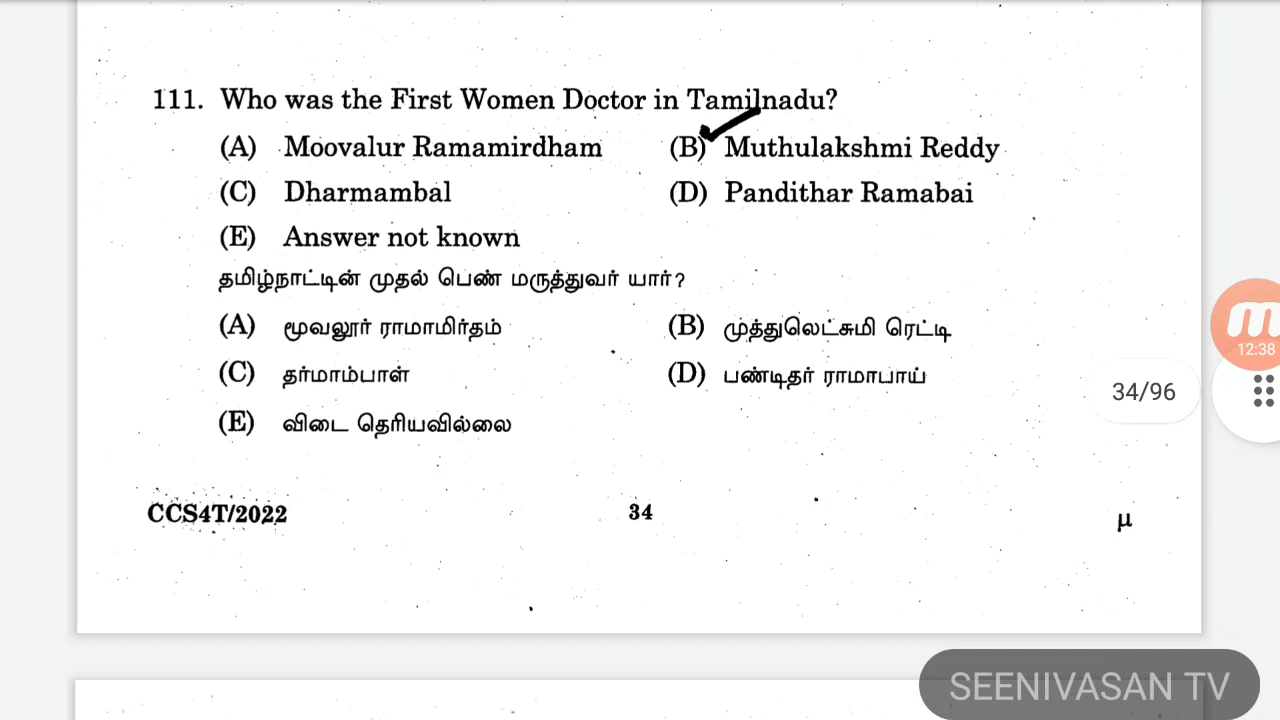 111. Who was the First Women Doctor in Tamilnadu?
(A) Moovalur Ramamirdham (B) Muthulakshmi Reddy
(C) Dharmambal (D) Pandithar Ramabai
(E) Answer not known
தமிழ்நாட்டின் முதல் பெண் மருத்துவர் யார்?
(A) மூவலூர் ராமாமிர்தம் (B) முத்துலெட்சுமி ரெட்டி
(C) தர்மாம்பாள் (D) பண்டிதர் ராமாபாய்
(E) விடை தெரியவில்லை
12:38
34/96
CCS4T/2022 34 µ
SEENIVASAN TV